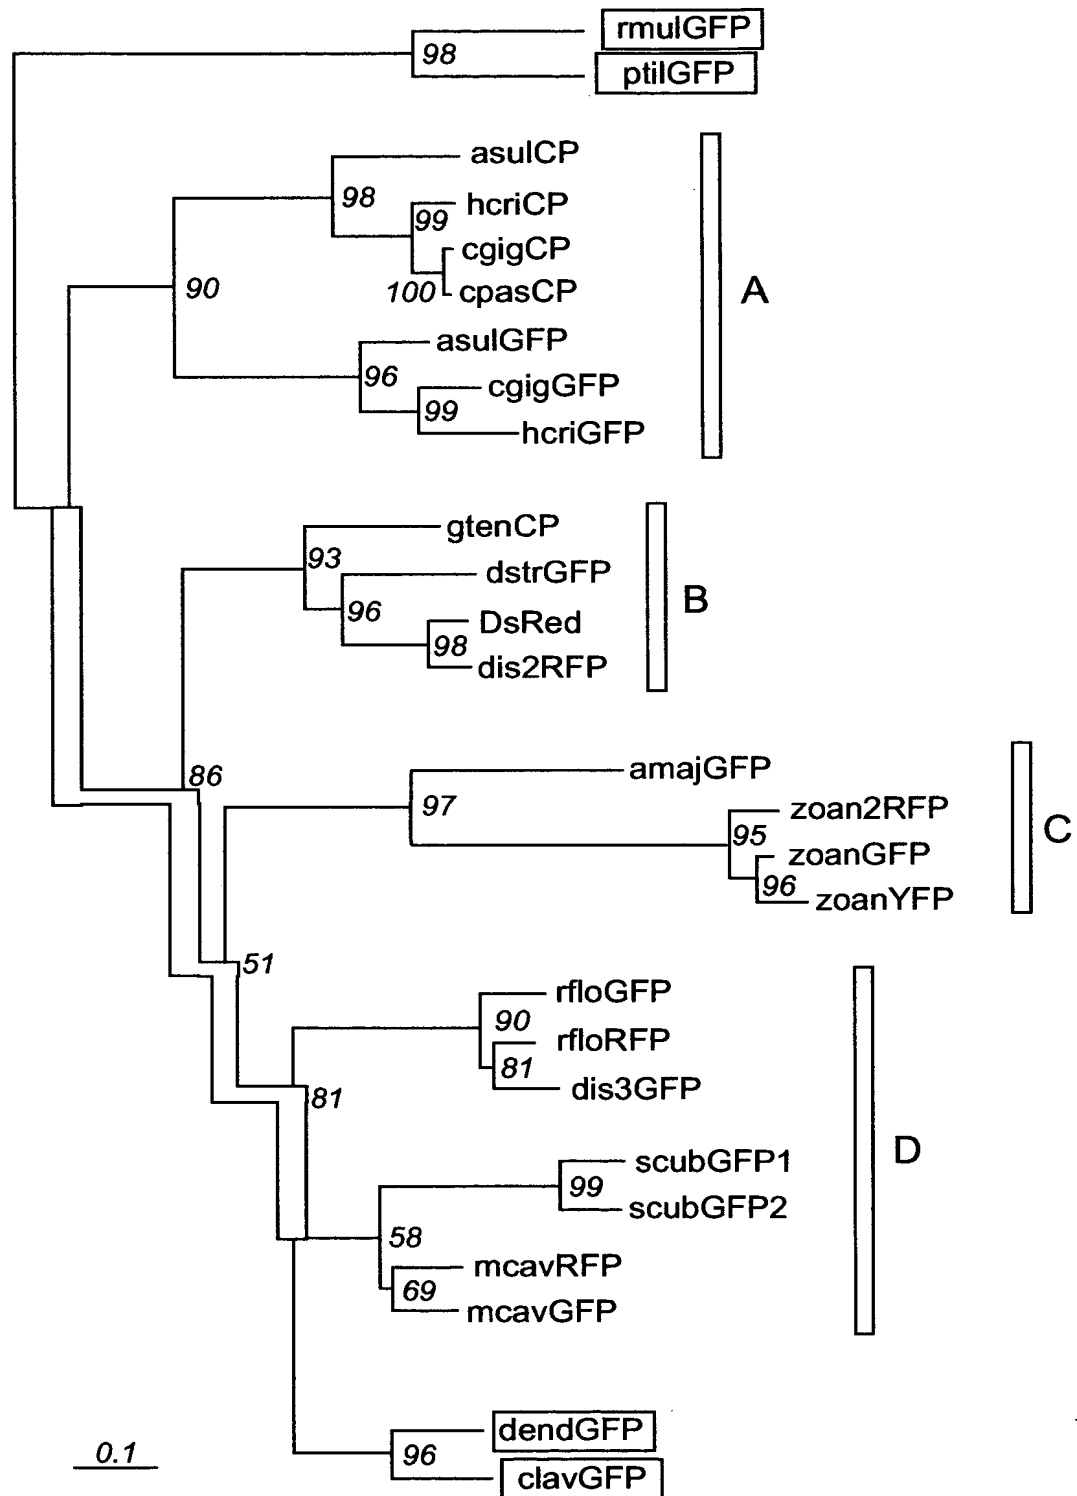 rmulGFP
98
ptilGFP
asulCP
98
hcriCP
99
cgigCP
100
cpasCP
A
90
asulGFP
96
cgigGFP
99
hcriGFP
gtenCP
93
dstrGFP
96
DsRed
98
dis2RFP
B
86
amajGFP
97
zoan2RFP
95
zoanGFP
96
zoanYFP
C
51
rfloGFP
90
rfloRFP
81
dis3GFP
81
scubGFP1
99
scubGFP2
58
mcavRFP
69
mcavGFP
D
dendGFP
96
clavGFP
0.1